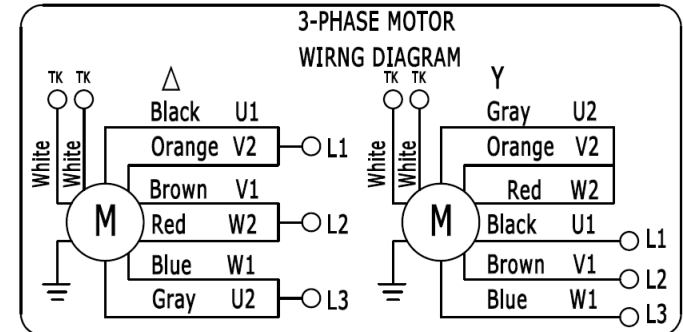 3-PHASE MOTOR
WIRNG DIAGRAM
TK TK
Δ
White
White
Black U1
Orange V2
L1
Brown V1
Red W2
L2
Blue W1
Gray U2
L3
M
TK TK
Y
White
White
Gray U2
Orange V2
Red W2
Black U1
L1
Brown V1
L2
Blue W1
L3
M